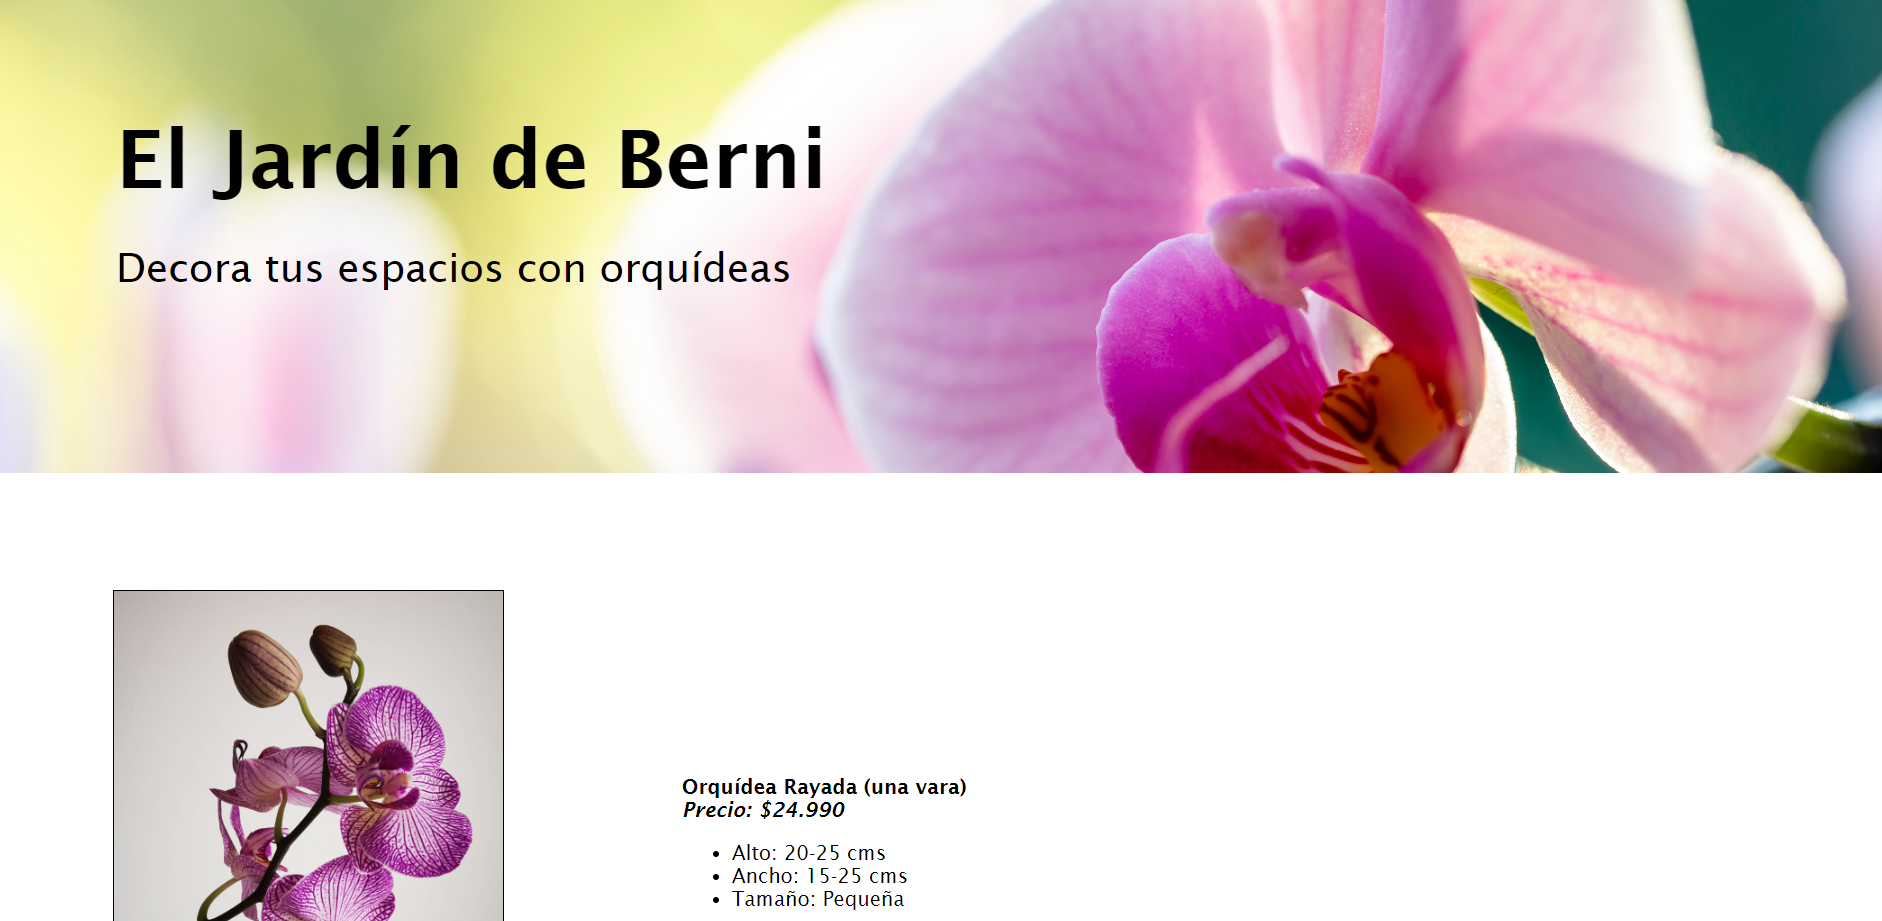 El Jardín de Berni
Decora tus espacios con orquídeas
Orquídea Rayada (una vara)
Precio: $24.990
• Alto: 20-25 cms
• Ancho: 15-25 cms
• Tamaño: Pequeña